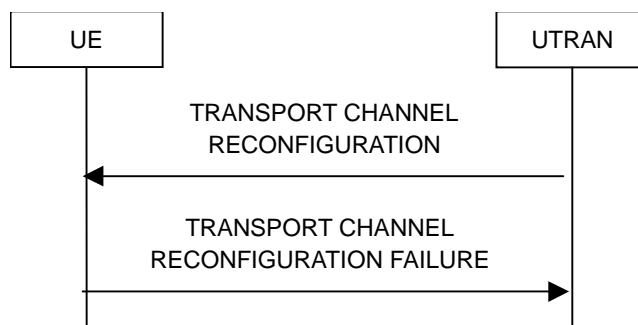 UE
UTRAN
TRANSPORT CHANNEL
RECONFIGURATION
TRANSPORT CHANNEL
RECONFIGURATION FAILURE